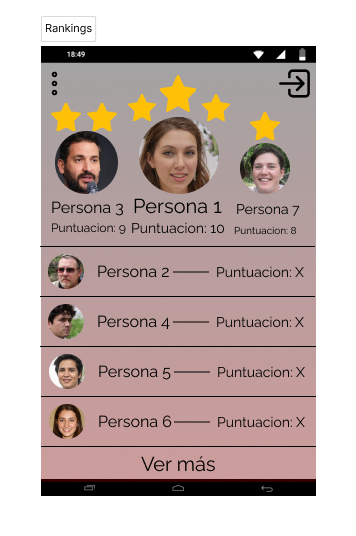 Rankings
18:49
Persona 3 Persona 1 Persona 7
Puntuacion: 9 Puntuacion: 10 Puntuacion: 8
Persona 2 Puntuacion: X
Persona 4 Puntuacion: X
Persona 5 Puntuacion: X
Persona 6 Puntuacion: X
Ver más